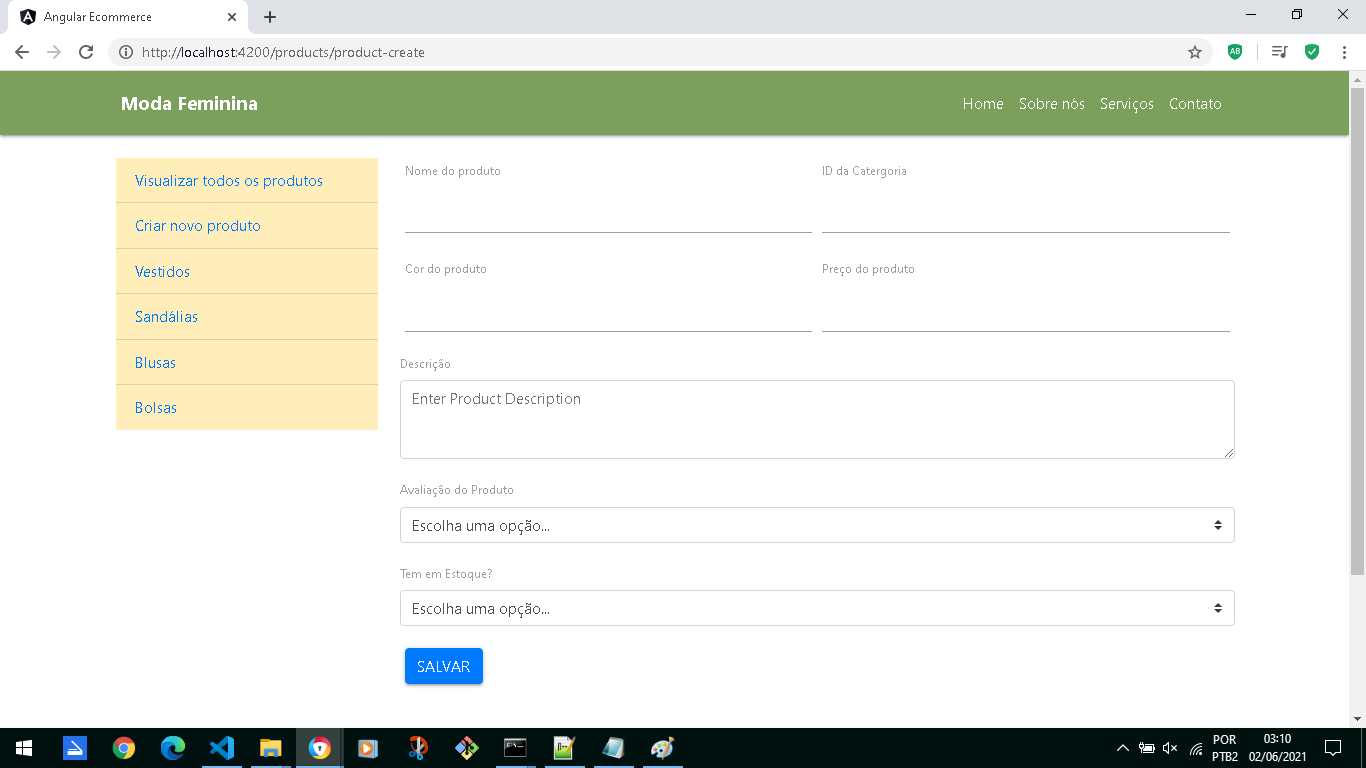 Angular Ecommerce
http://localhost:4200/products/product-create
AB
Moda Feminina
Home Sobre nós Serviços Contato
Visualizar todos os produtos
Criar novo produto
Vestidos
Sandálias
Blusas
Bolsas
Nome do produto
ID da Catergoria
Cor do produto
Preço do produto
Descrição
Enter Product Description
Avaliação do Produto
Escolha uma opção...
Tem em Estoque?
Escolha uma opção...
SALVAR
POR
PTB2
03:10
02/06/2021